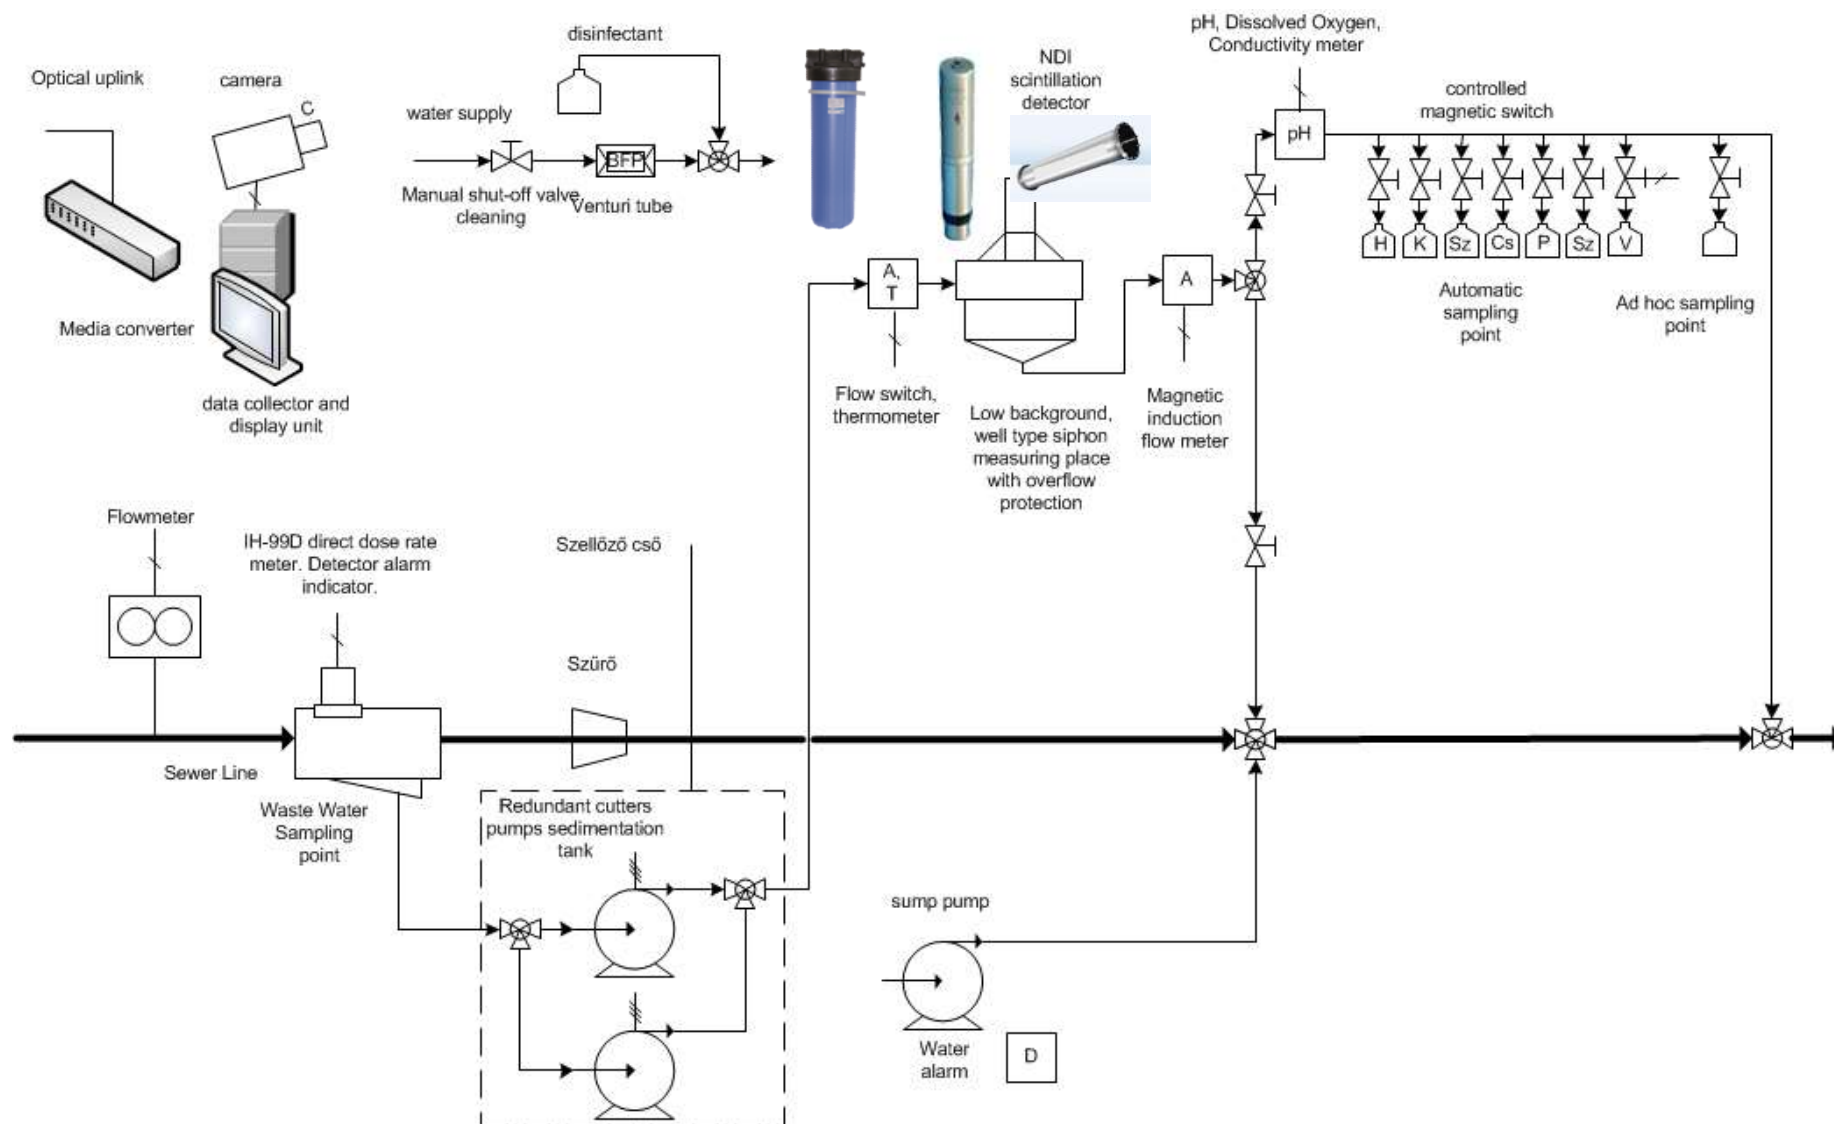 Optical uplink
camera
C
Media converter
data collector and
display unit
disinfectant
water supply
BFP
Manual shut-off valve
cleaning
Venturi tube
NDI
scintillation
detector
pH, Dissolved Oxygen,
Conductivity meter
pH
controlled
magnetic switch
H
K
Sz
Cs
P
Sz
V
Automatic
sampling
point
Ad hoc sampling
point
A,
T
A
Flow switch,
thermometer
Low background,
well type siphon
measuring place
with overflow
protection
Magnetic
induction
flow meter
Flowmeter
IH-99D direct dose rate
meter. Detector alarm
indicator.
Szellőző cső
Szűrő
Sewer Line
Waste Water
Sampling
point
Redundant cutters
pumps sedimentation
tank
sump pump
Water
alarm
D